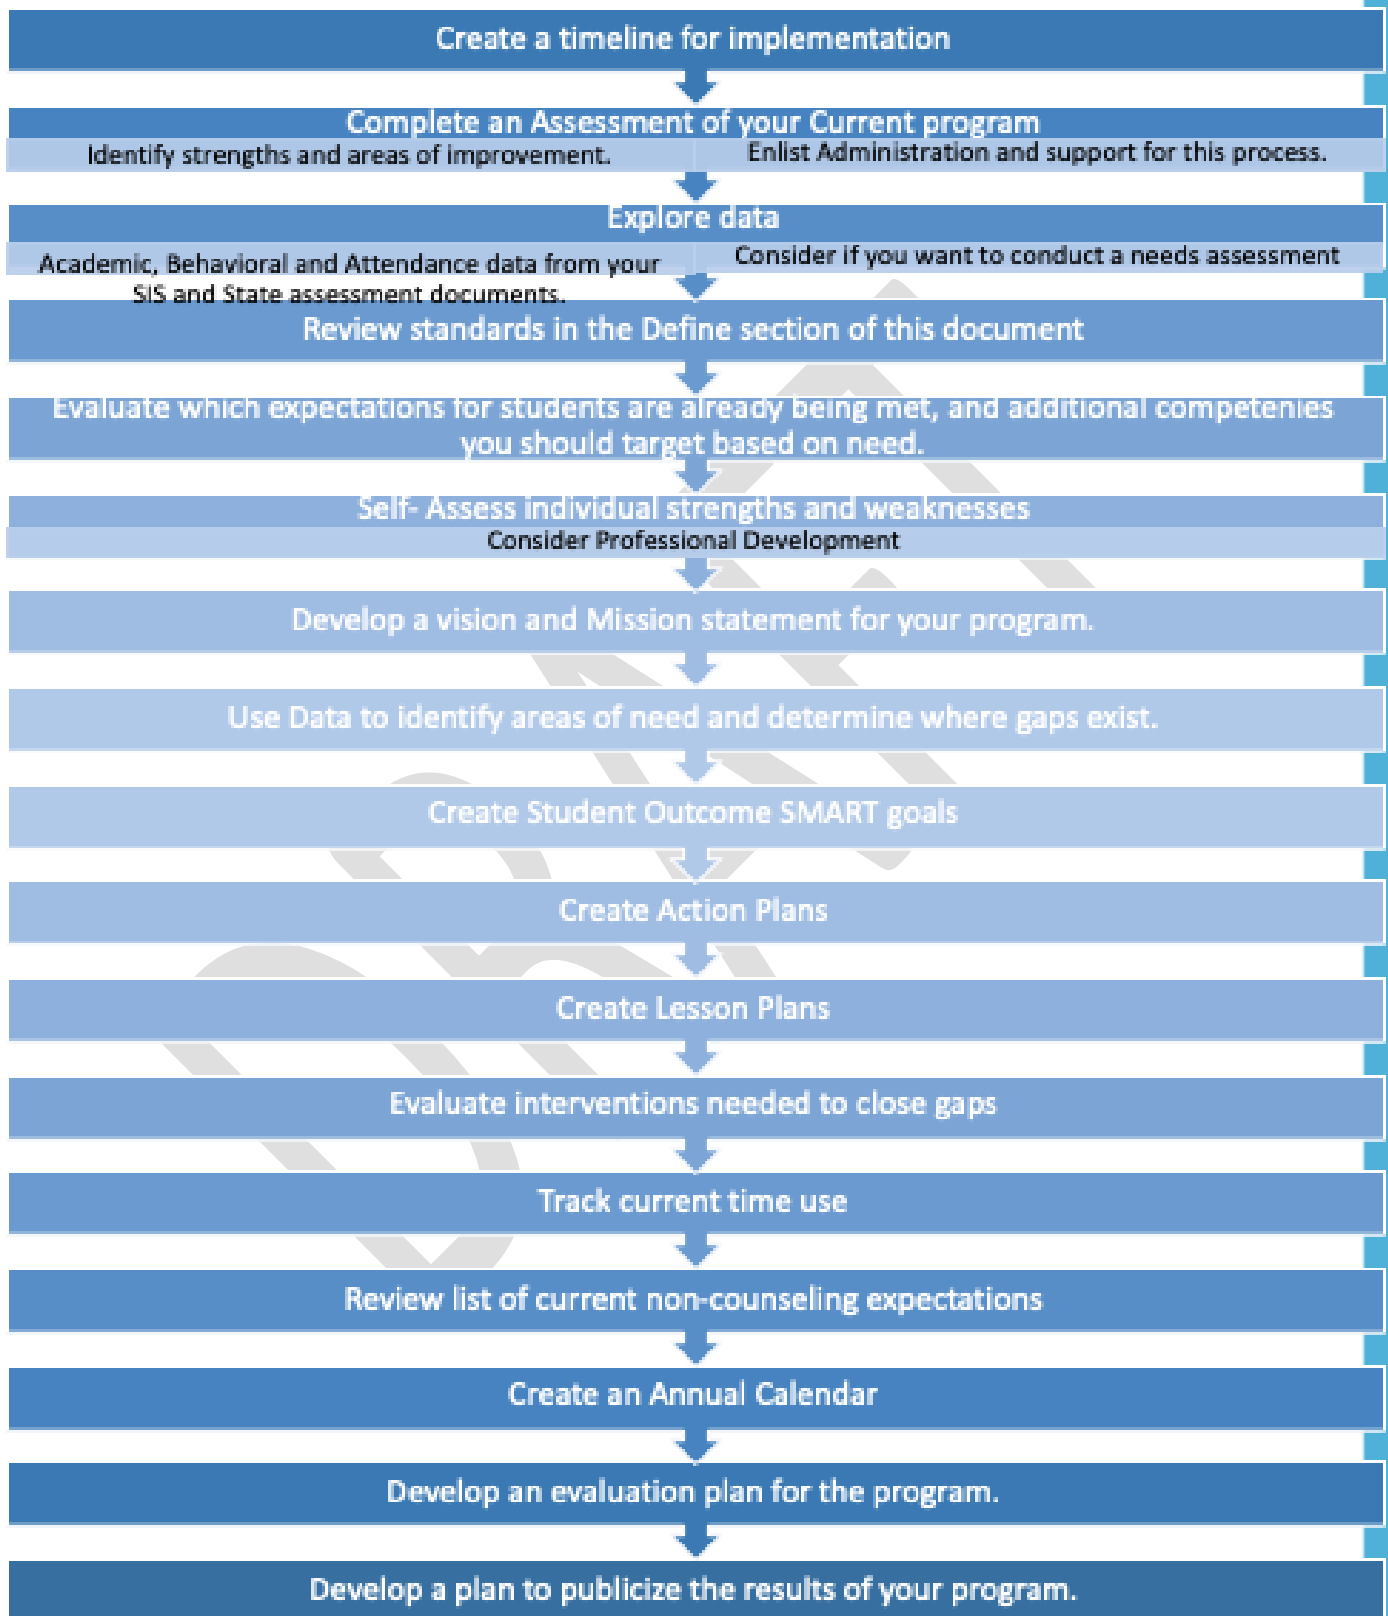 Create a timeline for implementation
Complete an Assessment of your Current program
Identify strengths and areas of improvement.
Enlist Administration and support for this process.
Explore data
Academic, Behavioral and Attendance data from your
SIS and State assessment documents.
Consider if you want to conduct a needs assessment
Review standards in the Define section of this document
Evaluate which expectations for students are already being met, and additional competenies
you should target based on need.
Self- Assess individual strengths and weaknesses
Consider Professional Development
Develop a vision and Mission statement for your program.
Use Data to identify areas of need and determine where gaps exist.
Create Student Outcome SMART goals
Create Action Plans
Create Lesson Plans
Evaluate interventions needed to close gaps
Track current time use
Review list of current non-counseling expectations
Create an Annual Calendar
Develop an evaluation plan for the program.
Develop a plan to publicize the results of your program.